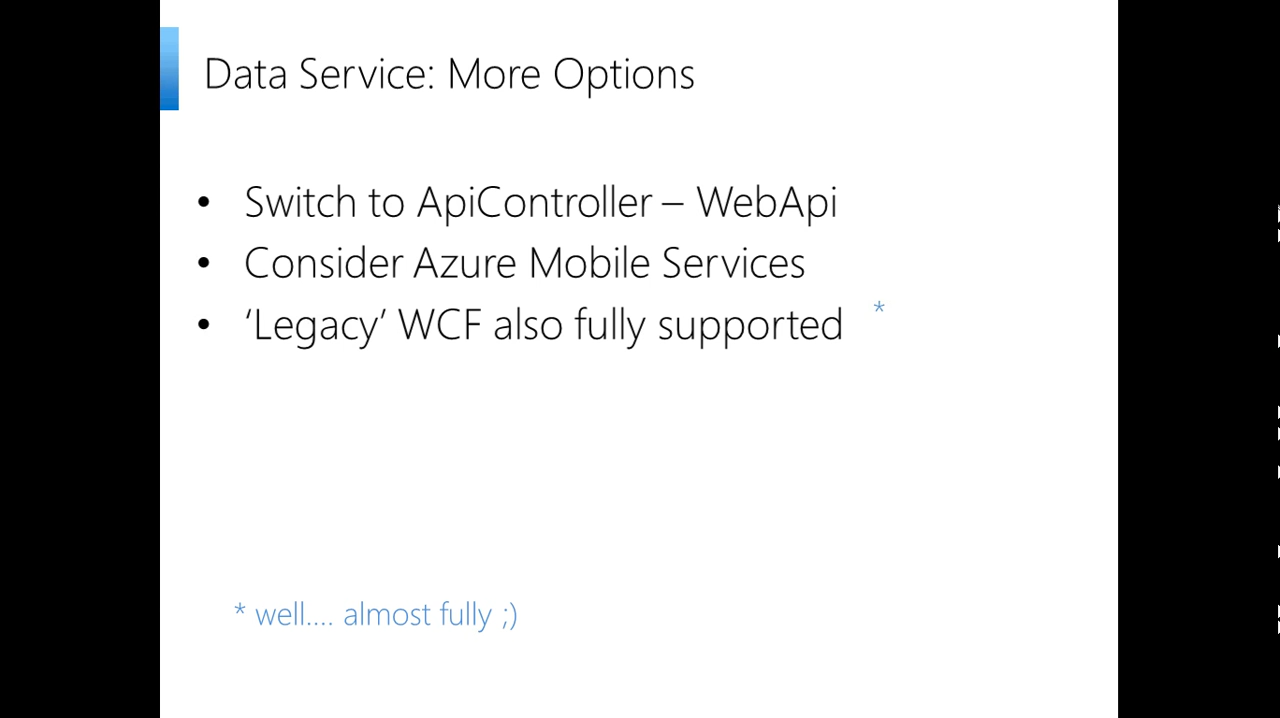 Data Service: More Options
• Switch to ApiController – WebApi
• Consider Azure Mobile Services
• ‘Legacy’ WCF also fully supported *
* well.... almost fully ;)